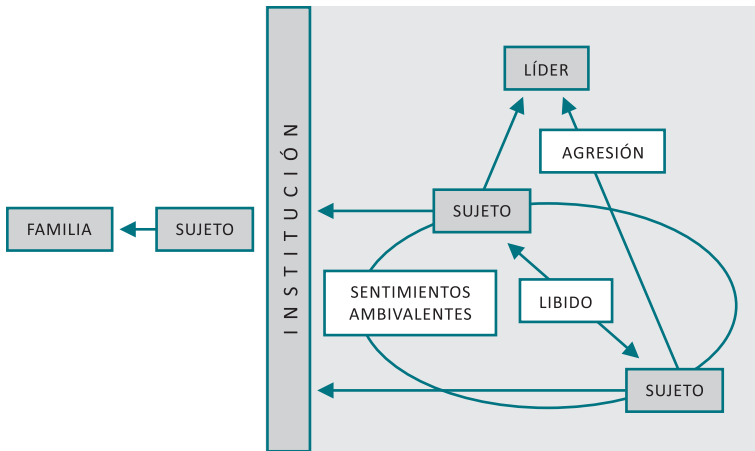 LÍDER
AGRESIÓN
INSTITUCIÓN
FAMILIA
SUJETO
SUJETO
SENTIMIENTOS
AMBIVALENTES
LIBIDO
SUJETO